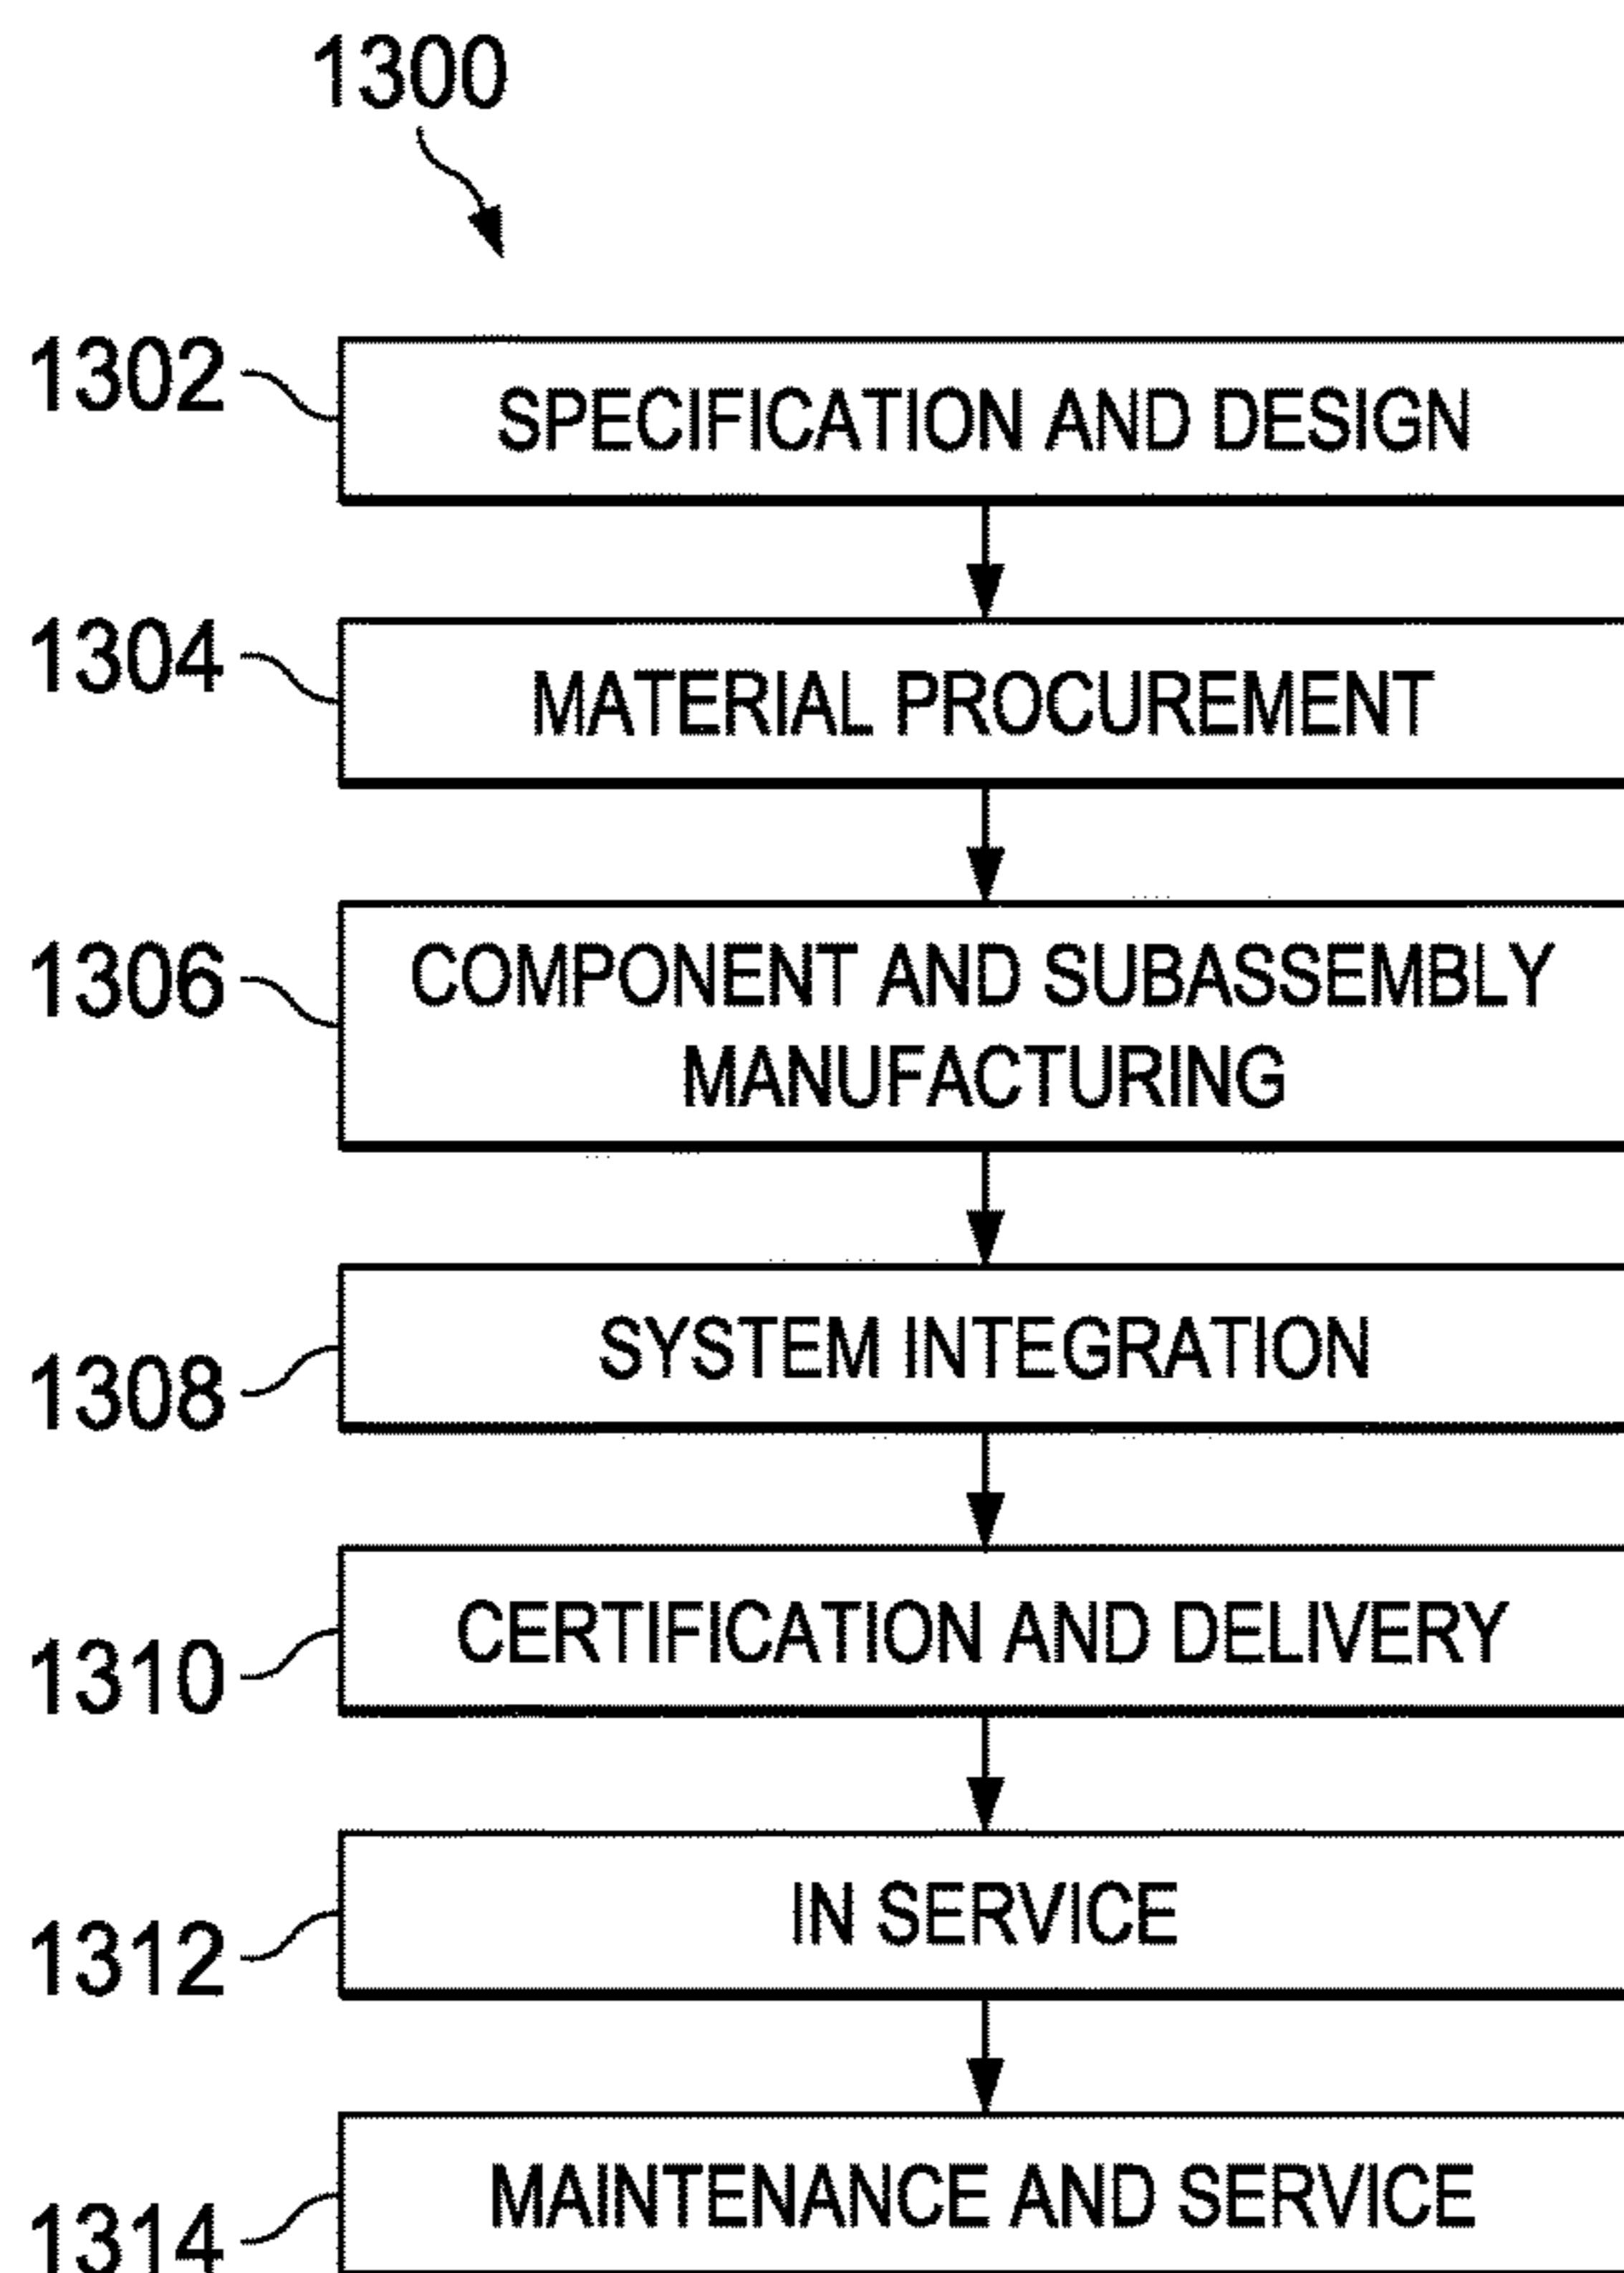 1300
1302
SPECIFICATION AND DESIGN
1304
MATERIAL PROCUREMENT
1306
COMPONENT AND SUBASSEMBLY
MANUFACTURING
1308
SYSTEM INTEGRATION
1310
CERTIFICATION AND DELIVERY
1312
IN SERVICE
1314
MAINTENANCE AND SERVICE